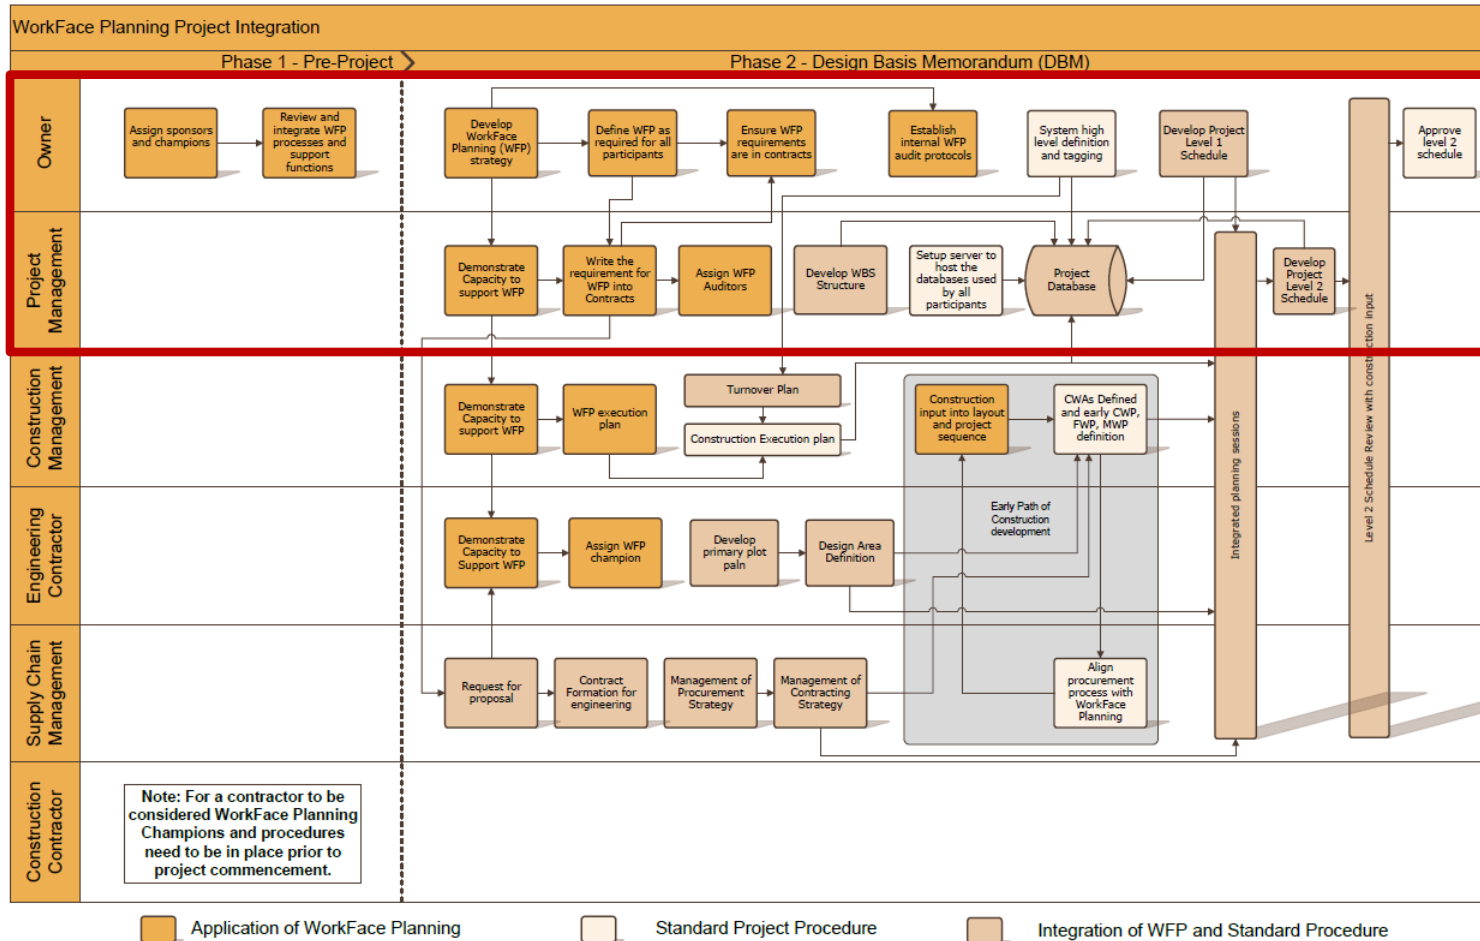 WorkFace Planning Project Integration
Phase 1 - Pre-Project
Phase 2 - Design Basis Memorandum (DBM)
Owner
Assign sponsors
and champions
Review and
integrate WFP
processes and
support
functions
Develop
WorkFace
Planning (WFP)
strategy
Define WFP as
required for all
participants
Ensure WFP
requirements
are in contracts
Establish
internal WFP
audit protocols
System high
level definition
and tagging
Develop Project
Level 1
Schedule
Approve
level 2
schedule
Project
Management
Demonstrate
Capacity to
support WFP
Write the
requirement for
WFP into
Contracts
Assign WFP
Auditors
Develop WBS
Structure
Setup server to
host the
databases used
by all
participants
Project
Database
Develop
Project
Level 2
Schedule
Construction
Management
Demonstrate
Capacity to
support WFP
WFP execution
plan
Turnover Plan
Construction Execution plan
Construction
input into layout
and project
sequence
CWAs Defined
and early CWP,
FWP, MWP
definition
Early Path of
Construction
development
Integrated planning sessions
Level 2 Schedule Review with construction input
Engineering
Contractor
Demonstrate
Capacity to
Support WFP
Assign WFP
champion
Develop
primary plot
paln
Design Area
Definition
Supply Chain
Management
Request for
proposal
Contract
Formation for
engineering
Management of
Procurement
Strategy
Management of
Contracting
Strategy
Align
procurement
process with
WorkFace
Planning
Construction
Contractor
Note: For a contractor to be
considered WorkFace Planning
Champions and procedures
need to be in place prior to
project commencement.
Application of WorkFace Planning
Standard Project Procedure
Integration of WFP and Standard Procedure